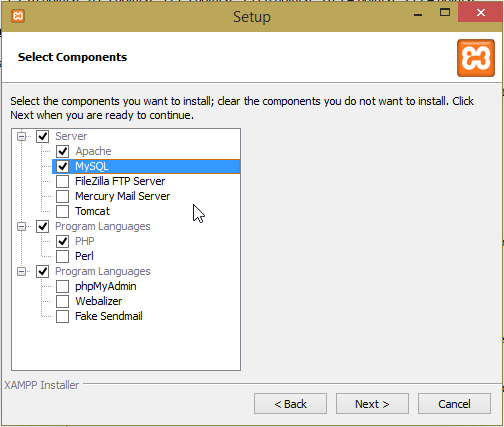 Setup
Select Components
Select the components you want to install; clear the components you do not want to install. Click
Next when you are ready to continue.
Server
Apache
MySQL
FileZilla FTP Server
Mercury Mail Server
Tomcat
Program Languages
PHP
Perl
Program Languages
phpMyAdmin
Webalizer
Fake Sendmail
XAMPP Installer
< Back Next > Cancel